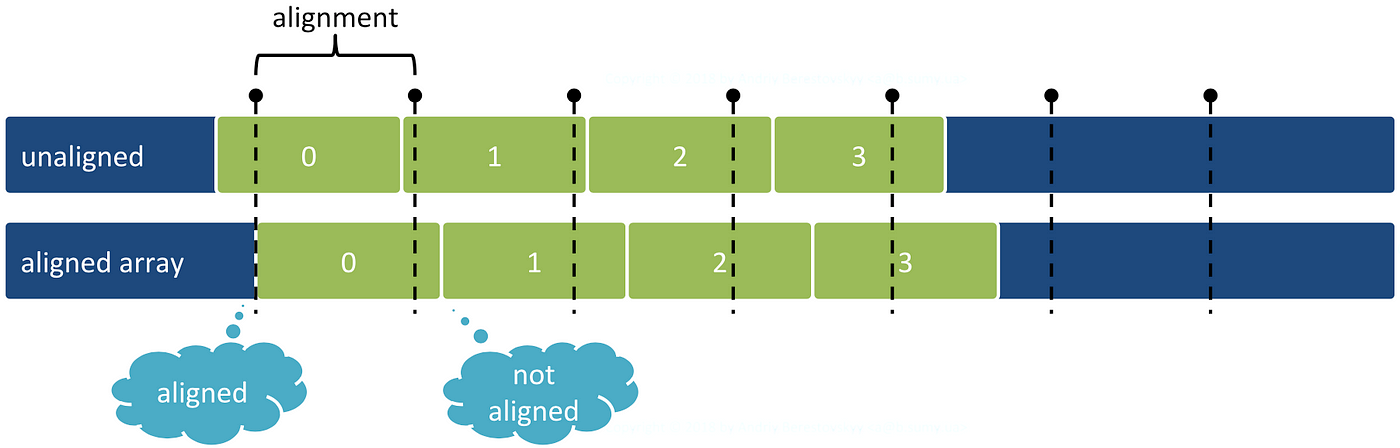 alignment
unaligned 0 1 2 3
aligned array 0 1 2 3
aligned
not
aligned